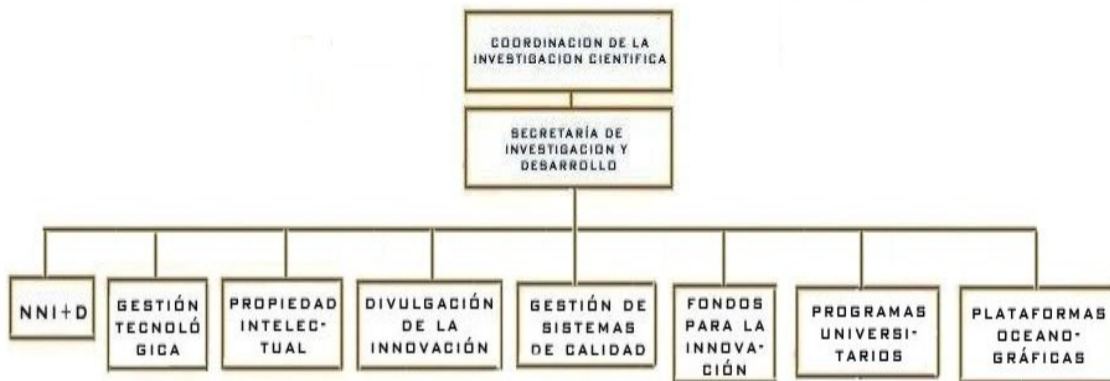 COORDINACION DE LA
INVESTIGACION CIENTIFICA
SECRETARÍA DE
INVESTIGACION Y
DESARROLLO
NNI+D
GESTIÓN
TECNOLÓ
GICA
PROPIEDAD
INTELEC-
TUAL
DIVULGACIÓN
DE LA
INNOVACIÓN
GESTIÓN DE
SISTEMAS
DE CALIDAD
FONDOS
PARA LA
INNOVA-
CIÓN
PROGRAMAS
UNIVERSI-
TARIOS
PLATAFORMAS
OCEANO-
GRÁFICAS